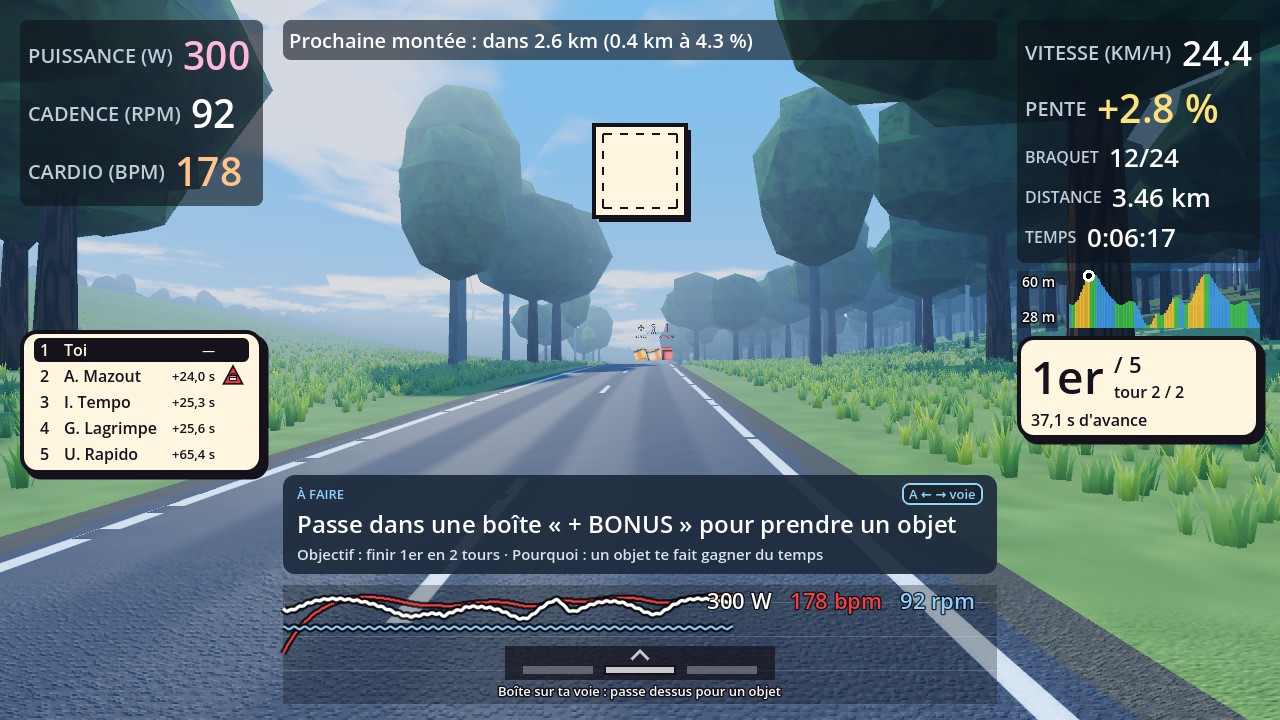 PUISSANCE (W) 300
CADENCE (RPM) 92
CARDIO (BPM) 178
Prochaine montée : dans 2.6 km (0.4 km à 4.3 %)
VITESSE (KM/H) 24.4
PENTE +2.8 %
BRAQUET 12/24
DISTANCE 3.46 km
TEMPS 0:06:17
60 m
28 m
1 Toi —
2 A. Mazout +24,0 s
3 I. Tempo +25,3 s
4 G. Lagrimpe +25,6 s
5 U. Rapido +65,4 s
1er / 5
tour 2 / 2
37,1 s d'avance
À FAIRE
A ← → voie
Passe dans une boîte « + BONUS » pour prendre un objet
Objectif : finir 1er en 2 tours · Pourquoi : un objet te fait gagner du temps
300 W 178 bpm 92 rpm
Boîte sur ta voie : passe dessus pour un objet